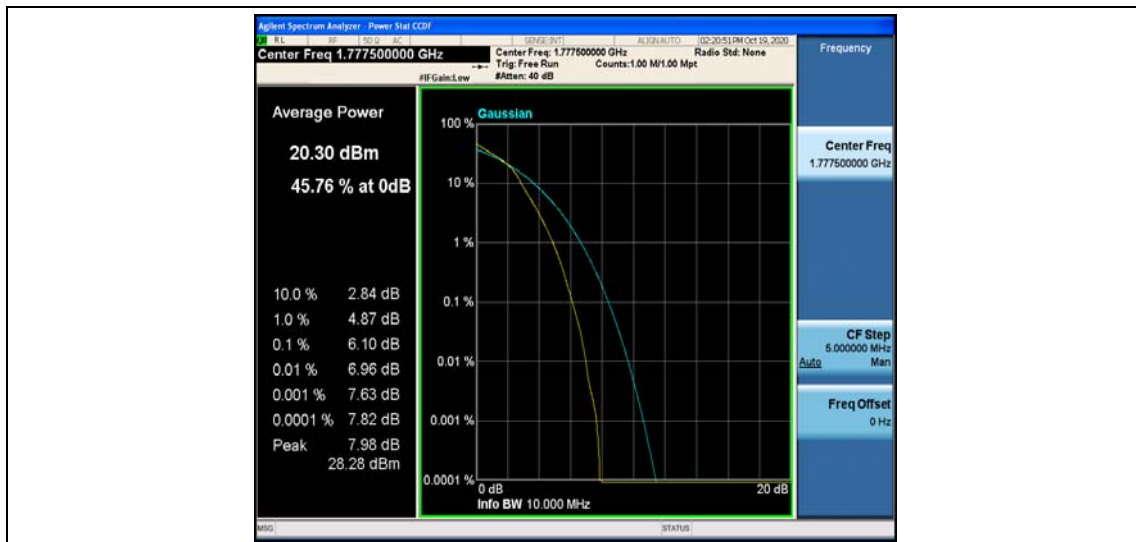 Agilent Spectrum Analyzer - Power Stat CCDF
RL RF 50 Ω AC SENSE:INT ALIGN AUTO 02:20:51 PM Oct 19, 2020
Center Freq 1.777500000 GHz
Center Freq: 1.777500000 GHz Radio Std: None
Trig: Free Run Counts:1.00 M/1.00 Mpt
#IFGain:Low #Atten: 40 dB
Frequency
Average Power
20.30 dBm
45.76 % at 0dB
10.0 % 2.84 dB
1.0 % 4.87 dB
0.1 % 6.10 dB
0.01 % 6.96 dB
0.001 % 7.63 dB
0.0001 % 7.82 dB
Peak 7.98 dB
28.28 dBm
Gaussian
100 %
10 %
1 %
0.1 %
0.01 %
0.001 %
0.0001 %
0 dB 20 dB
Info BW 10.000 MHz
Center Freq
1.777500000 GHz
CF Step
5.000000 MHz
Auto Man
Freq Offset
0 Hz
MSG STATUS